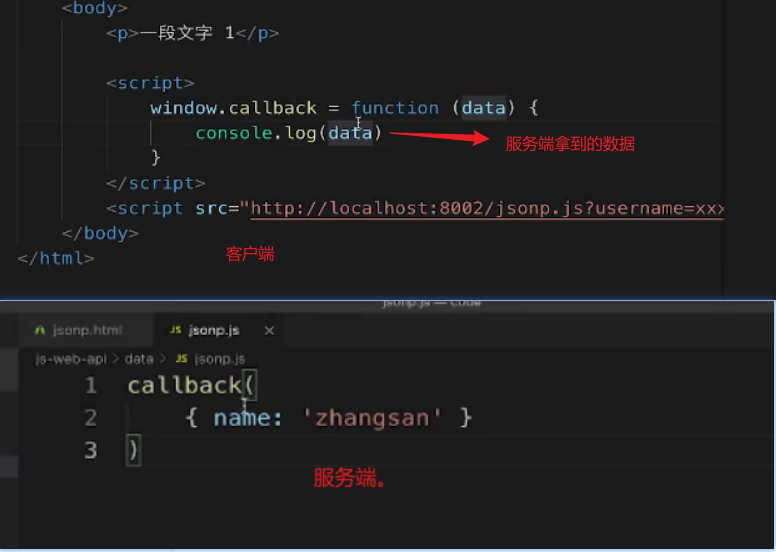 <body>
<p>一段文字 1</p>
<script>
window.callback = function (data) {
console.log(data)
服务端拿到的数据
}
</script>
<script src="http://localhost:8002/jsonp.js?username=xxx
</body>
客户端
</html>
jsonp.js — Code
jsonp.html JS jsonp.js ×
js-web-api > data > JS jsonp.js
1 callback(
2 { name: 'zhangsan' }
3 )
服务端。